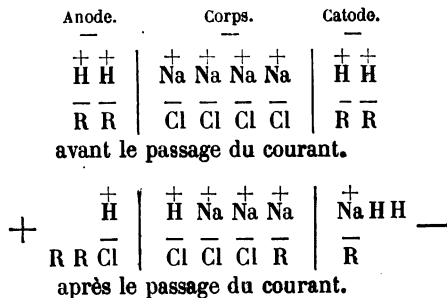 Anode. Corps. Catode.
+ + + + + + + +
H H | Na Na Na Na | H H
— — — — — — — —
R R | Cl Cl Cl Cl | R R
avant le passage du courant.
+ + + + + +
H | H Na Na Na | Na H H
+ — — — — — — —
R R Cl | Cl Cl Cl R | R
après le passage du courant.